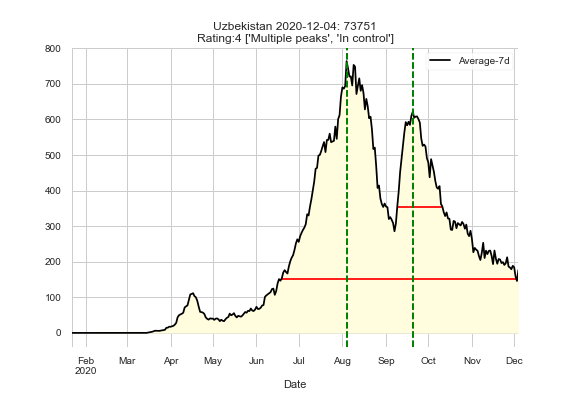 Uzbekistan 2020-12-04: 73751
Rating:4 ['Multiple peaks', 'In control']
Average-7d
800
700
600
500
400
300
200
100
0
Feb Mar Apr May Jun Jul Aug Sep Oct Nov Dec
2020
Date